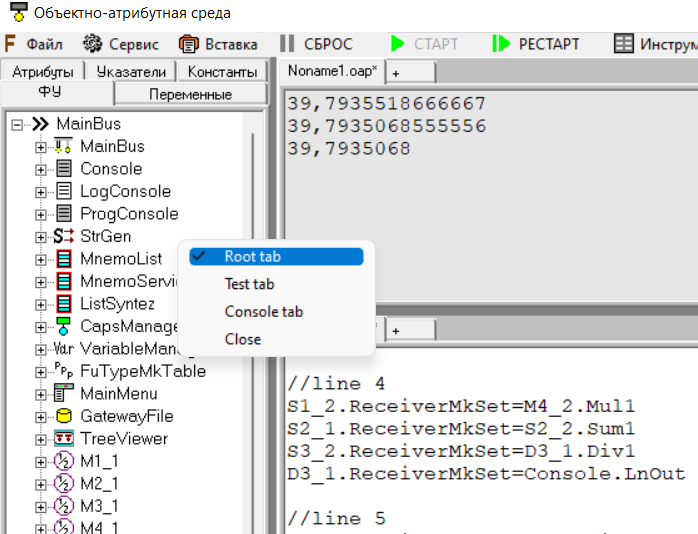 Объектно-атрибутная среда
Файл Сервис Вставка СБРОС СТАРТ РЕСТАРТ
Атрибуты Указатели Константы
ФУ Переменные
MainBus
MainBus
Console
LogConsole
ProgConsole
StrGen
MnemoList
MnemoServi
ListSyntez
CapsManage
VariableMana
FuTypeMkTable
MainMenu
GatewayFile
TreeViewer
M1_1
M2_1
M3_1
M4_1
Root tab
Test tab
Console tab
Close
Noname1.oap* +
39,7935518666667
39,7935068555556
39,7935068
+
//line 4
S1_2.ReceiverMkSet=M4_2.Mul1
S2_1.ReceiverMkSet=S2_2.Sum1
S3_2.ReceiverMkSet=D3_1.Div1
D3_1.ReceiverMkSet=Console.LnOut
//line 5